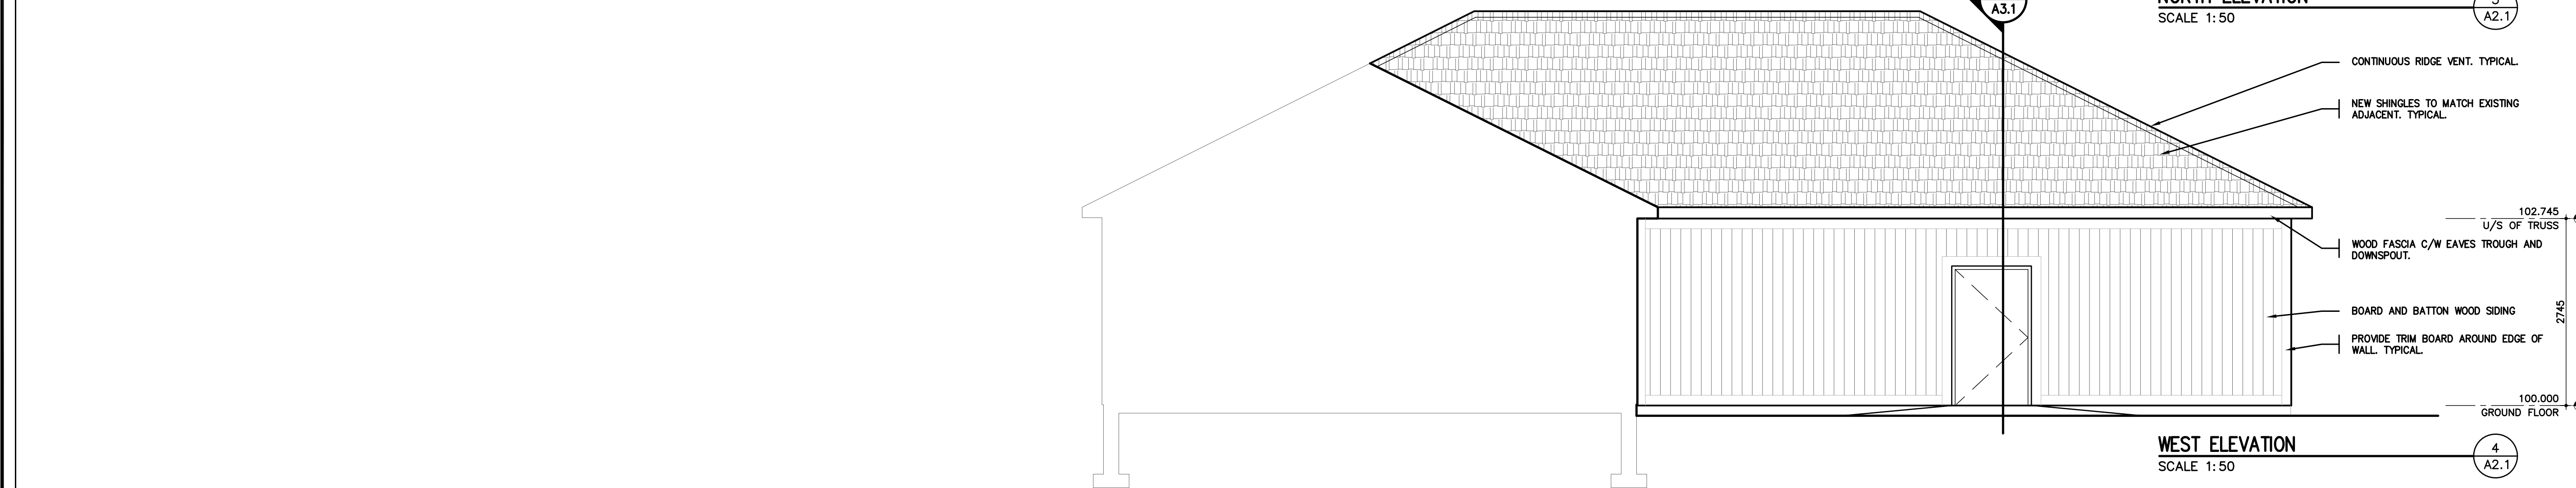 A3.1
SCALE 1:50
A2.1
CONTINUOUS RIDGE VENT. TYPICAL.
NEW SHINGLES TO MATCH EXISTING
ADJACENT. TYPICAL.
102.745
U/S OF TRUSS
WOOD FASCIA C/W EAVES TROUGH AND
DOWNSPOUT.
2745
BOARD AND BATTON WOOD SIDING
PROVIDE TRIM BOARD AROUND EDGE OF
WALL. TYPICAL.
100.000
GROUND FLOOR
WEST ELEVATION
SCALE 1:50
4
A2.1